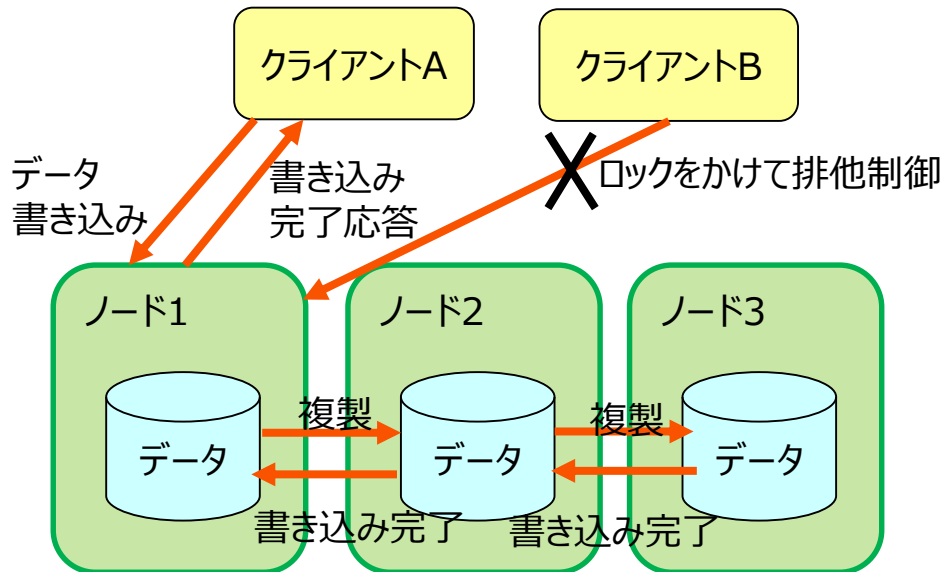 クライアントA
クライアントB
データ
書き込み
書き込み
完了応答
ロックをかけて排他制御
ノード1
ノード2
ノード3
複製
複製
データ
データ
データ
書き込み完了
書き込み完了